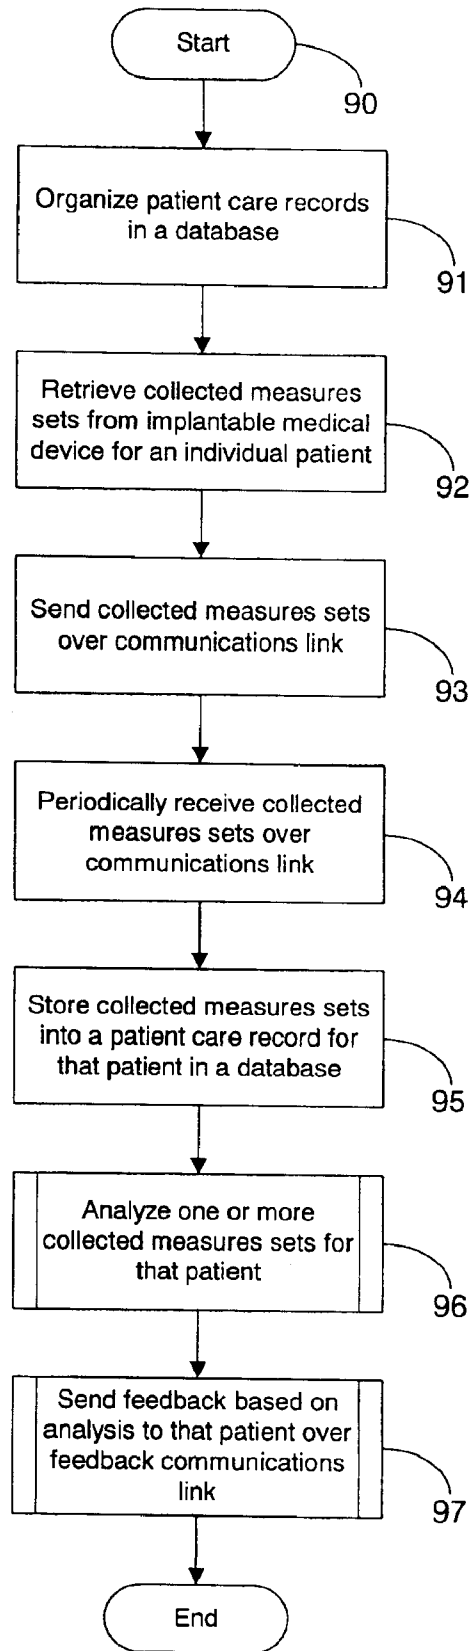 Start
90
Organize patient care records
in a database
91
Retrieve collected measures
sets from implantable medical
device for an individual patient
92
Send collected measures sets
over communications link
93
Periodically receive collected
measures sets over
communications link
94
Store collected measures sets
into a patient care record for
that patient in a database
95
Analyze one or more
collected measures sets for
that patient
96
Send feedback based on
analysis to that patient over
feedback communications
link
97
End